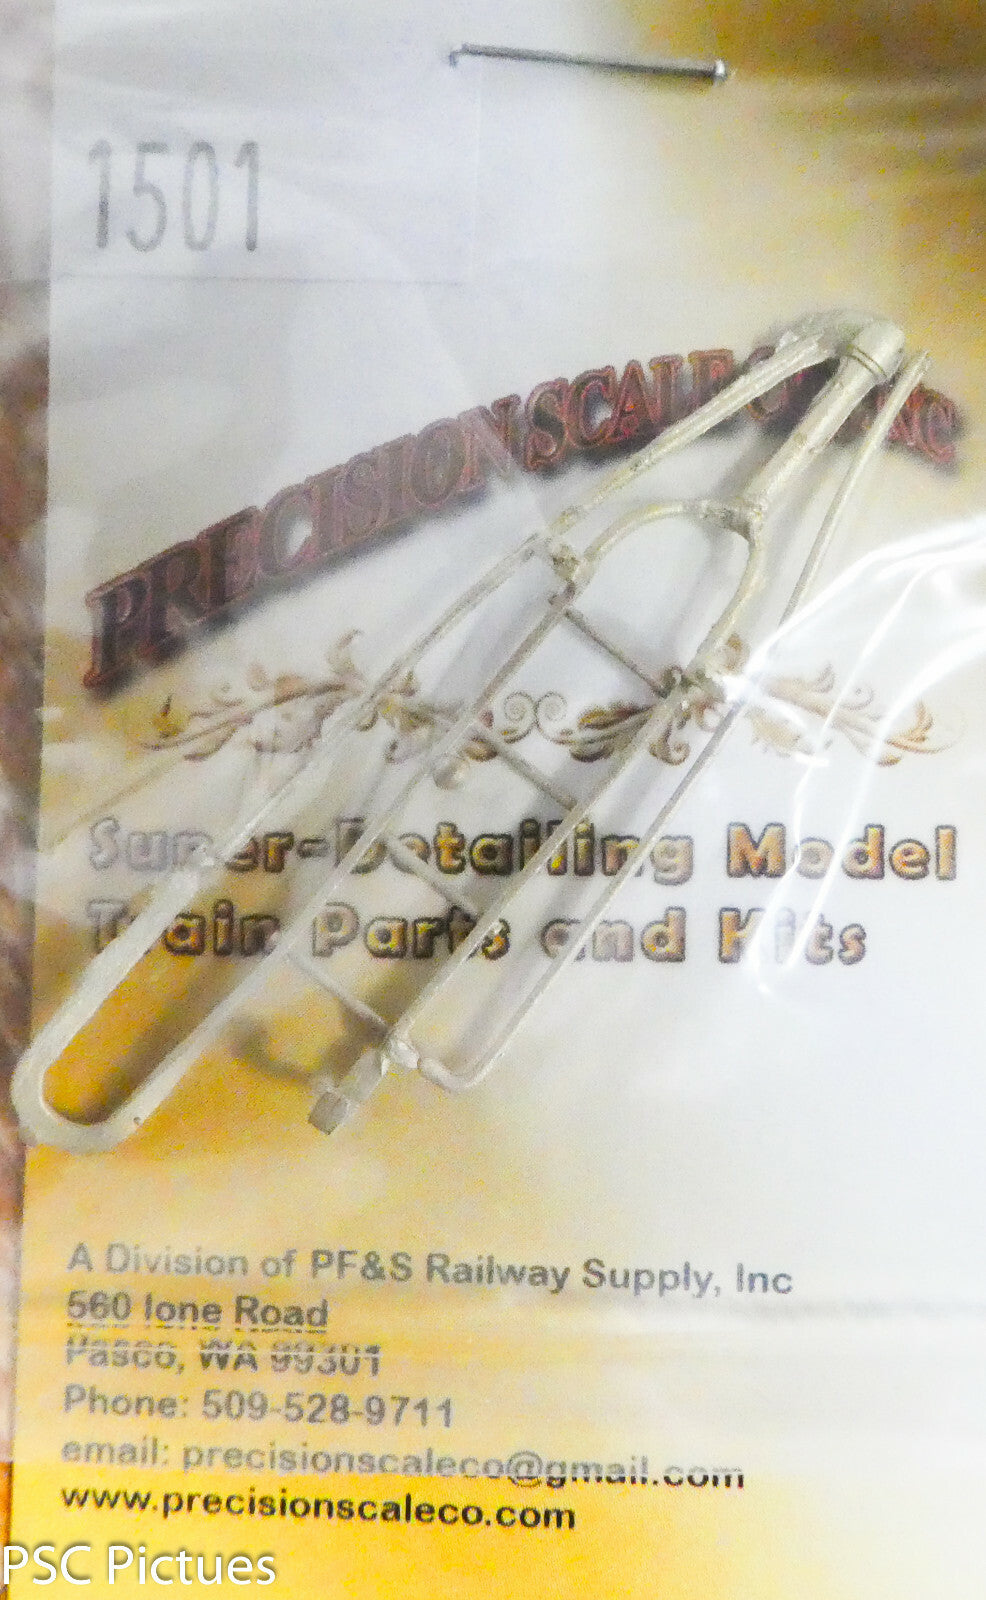 1501
PRECISION SCALE CO. INC
Super-Detailing Model
Train Parts and Kits
A Division of PF&S Railway Supply, Inc
560 Ione Road
Pasco, WA 99301
Phone: 509-528-9711
email: precisionscaleco@gmail.com
www.precisionscaleco.com
PSC Pictues